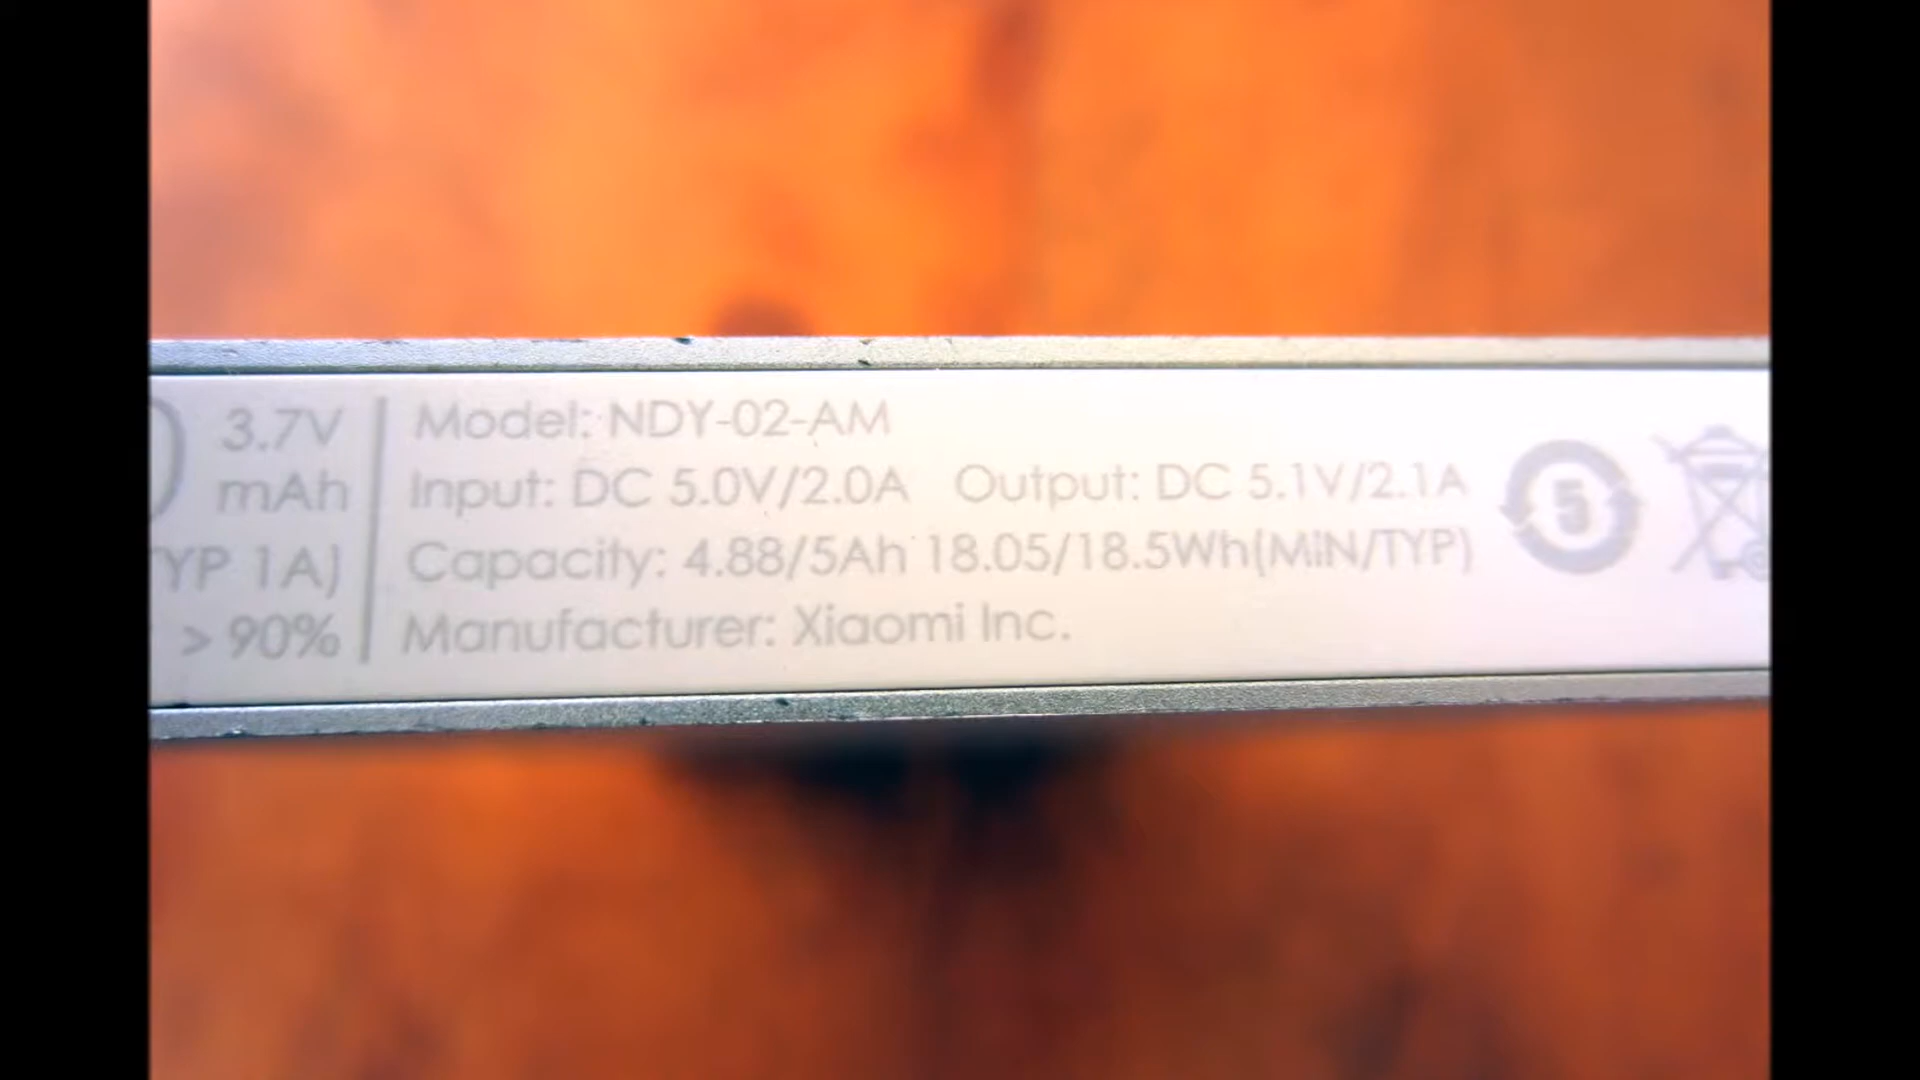 3.7V
mAh
TYP 1A)
> 90%
Model: NDY-02-AM
Input: DC 5.0V/2.0A Output: DC 5.1V/2.1A
Capacity: 4.88/5Ah 18.05/18.5Wh(MIN/TYP)
Manufacturer: Xiaomi Inc.
5